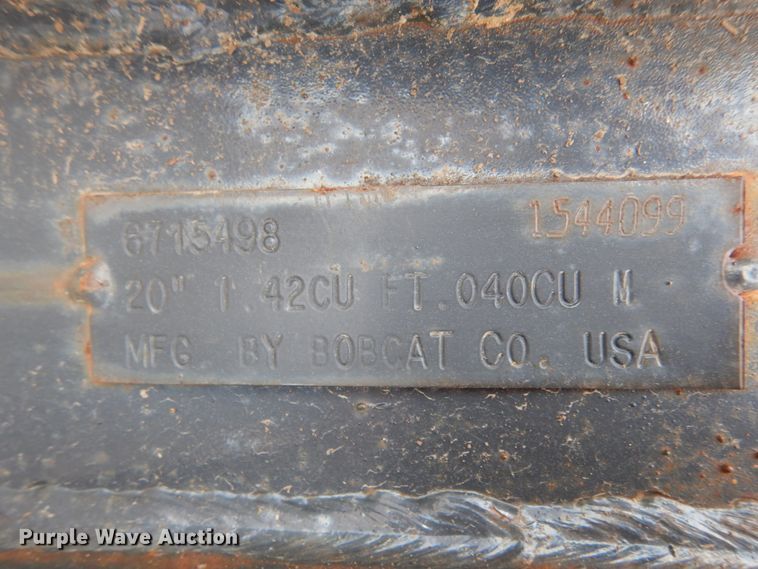 6715498 1544099
20" 1.42CU FT.040CU M
MFG. BY BOBCAT CO. USA
Purple Wave Auction